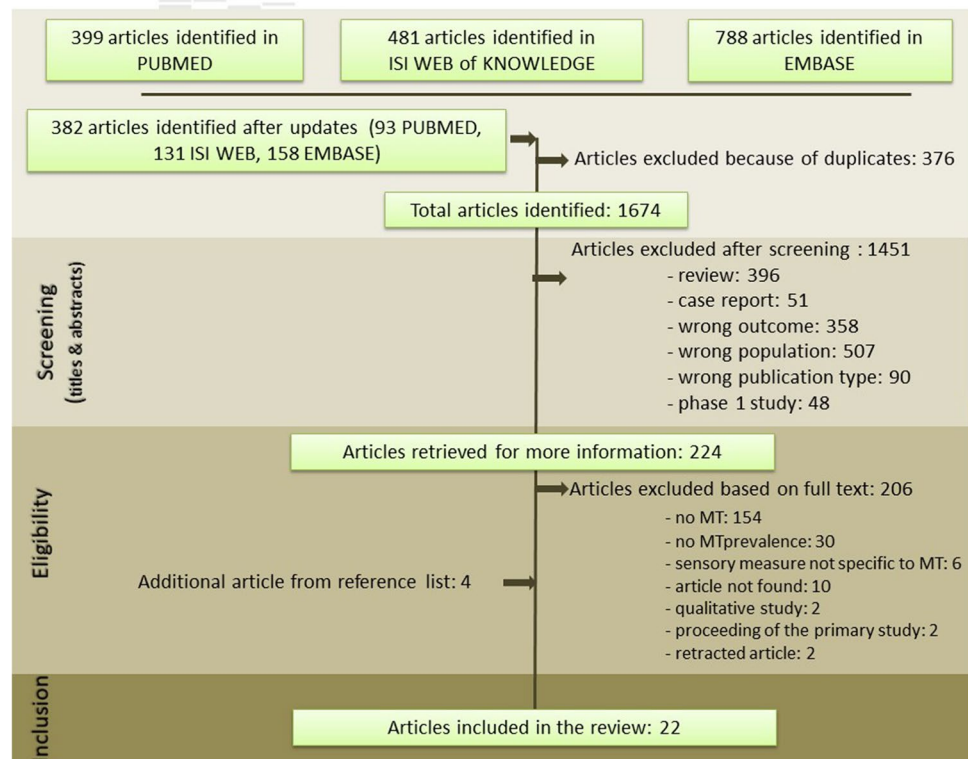 399 articles identified in
PUBMED
481 articles identified in
ISI WEB of KNOWLEDGE
788 articles identified in
EMBASE
382 articles identified after updates (93 PUBMED,
131 ISI WEB, 158 EMBASE)
Articles excluded because of duplicates: 376
Total articles identified: 1674
Screening
(titles & abstracts)
Articles excluded after screening : 1451
- review: 396
- case report: 51
- wrong outcome: 358
- wrong population: 507
- wrong publication type: 90
- phase 1 study: 48
Articles retrieved for more information: 224
Eligibility
Articles excluded based on full text: 206
- no MT: 154
- no MTprevalence: 30
- sensory measure not specific to MT: 6
- article not found: 10
- qualitative study: 2
- proceeding of the primary study: 2
- retracted article: 2
Additional article from reference list: 4
nclusion
Articles included in the review: 22